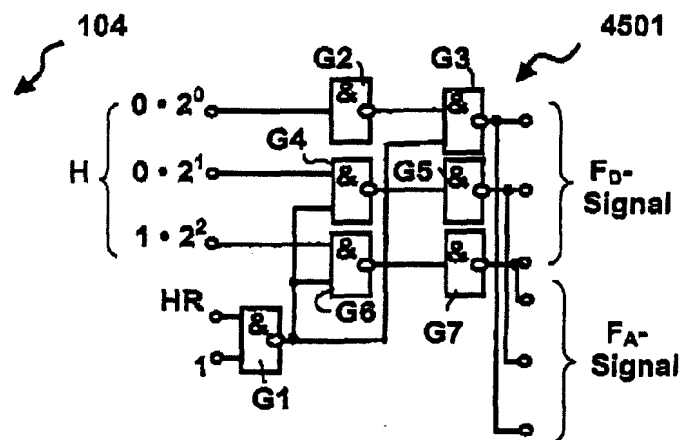 104
4501
G2
G3
0 · 2⁰
&
&
H
G4
0 · 2¹
&
G5
&
F_D-
Signal
1 · 2²
&
&
HR
G6
G7
&
1
G1
F_A-
Signal